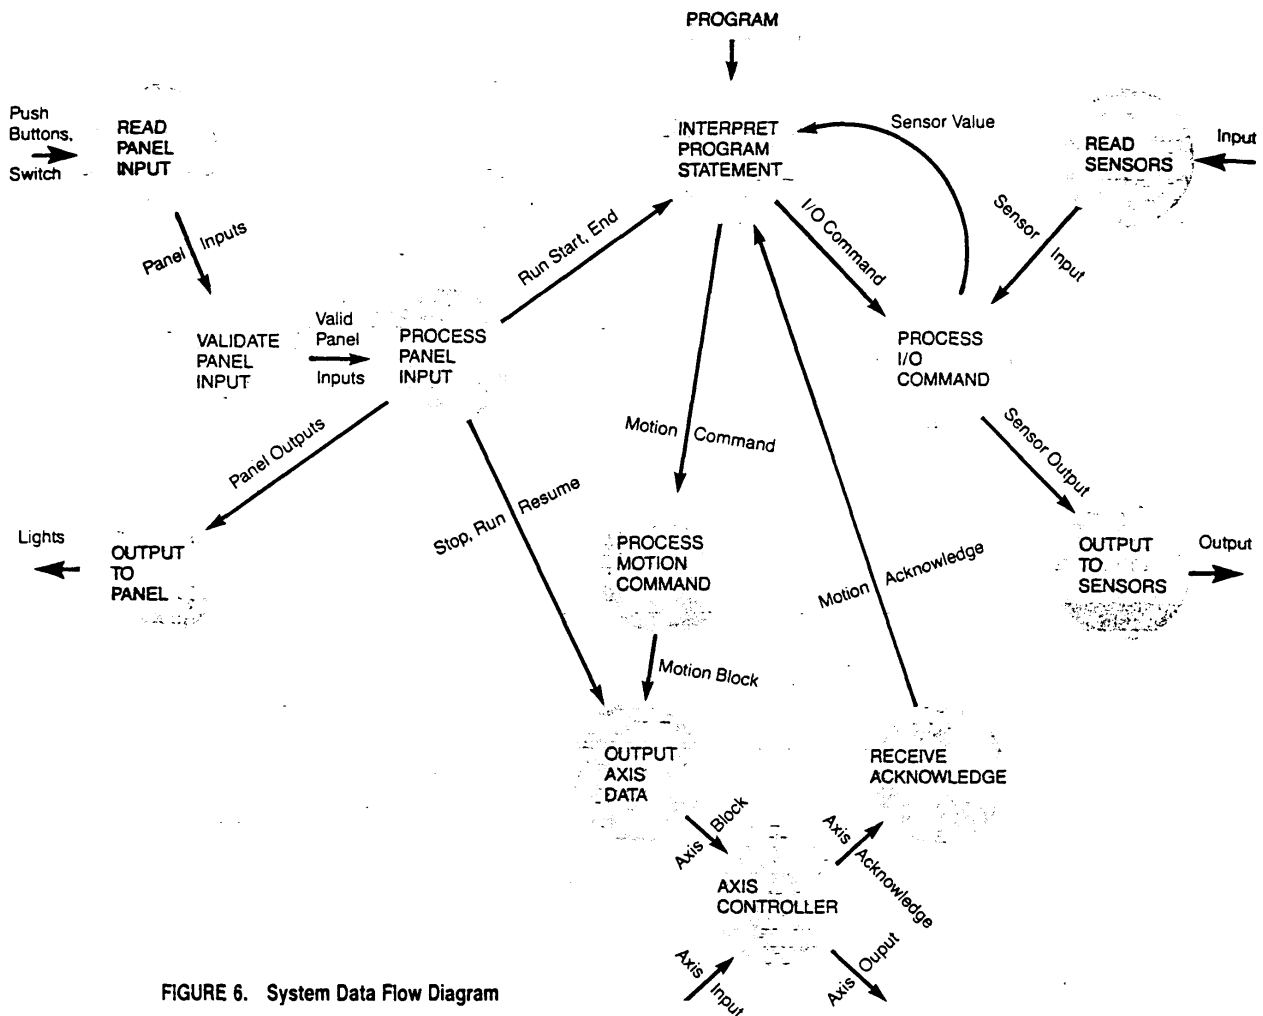 PROGRAM
Push
Buttons,
Switch
READ
PANEL
INPUT
INTERPRET
PROGRAM
STATEMENT
Sensor Value
READ
SENSORS
Input
Panel Inputs
Run Start, End
I/O Command
Sensor Input
VALIDATE
PANEL
INPUT
Valid
Panel
Inputs
PROCESS
PANEL
INPUT
PROCESS
I/O
COMMAND
Panel Outputs
Motion Command
Sensor Output
Stop, Run Resume
Lights
OUTPUT
TO
PANEL
PROCESS
MOTION
COMMAND
Motion Acknowledge
OUTPUT
TO
SENSORS
Output
Motion Block
OUTPUT
AXIS
DATA
RECEIVE
ACKNOWLEDGE
Axis Block
Axis Acknowledge
AXIS
CONTROLLER
Axis Input
Axis Ouput
FIGURE 6. System Data Flow Diagram